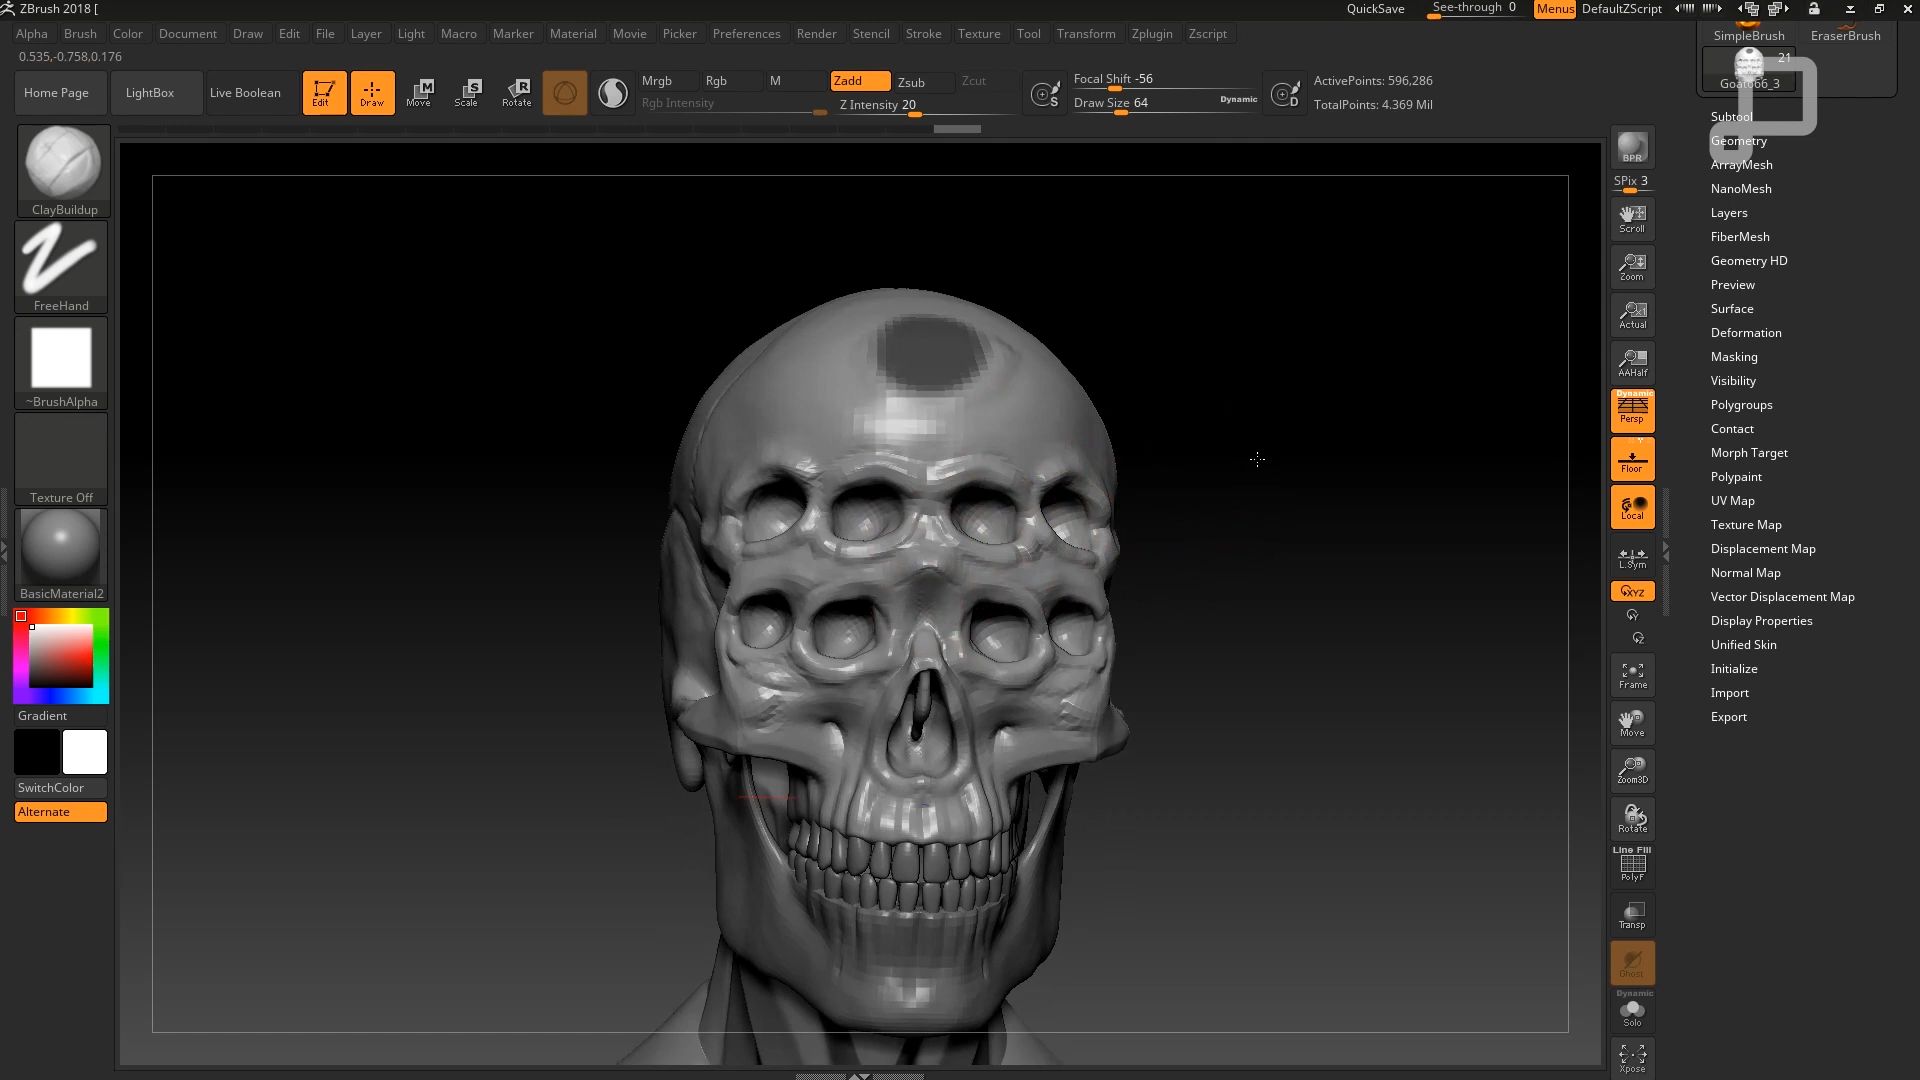 ZBrush 2018 [
QuickSave
See-through 0
Menus
DefaultZScript
Alpha Brush Color Document Draw Edit File Layer Light Macro Marker Material Movie Picker Preferences Render Stencil Stroke Texture Tool Transform Zplugin Zscript
0.535,-0.758,0.176
Home Page
LightBox
Live Boolean
Edit
Draw
Move
Scale
Rotate
Mrgb Rgb M Zadd Zsub Zcut
Rgb Intensity
Z Intensity 20
Focal Shift -56
Draw Size 64
Dynamic
ActivePoints: 596,286
TotalPoints: 4.369 Mil
SimpleBrush
EraserBrush
21
Goat666_3
ClayBuildup
FreeHand
~BrushAlpha
Texture Off
BasicMaterial2
Gradient
SwitchColor
Alternate
BPR
SPix 3
Scroll
Zoom
Actual
AAHalf
Dynamic
Persp
Floor
Local
L.Sym
XYZ
Y
Z
Frame
Move
Zoom3D
Rotate
Line Fill
PolyF
Transp
Ghost
Dynamic
Solo
Xpose
Subtool
Geometry
ArrayMesh
NanoMesh
Layers
FiberMesh
Geometry HD
Preview
Surface
Deformation
Masking
Visibility
Polygroups
Contact
Morph Target
Polypaint
UV Map
Texture Map
Displacement Map
Normal Map
Vector Displacement Map
Display Properties
Unified Skin
Initialize
Import
Export